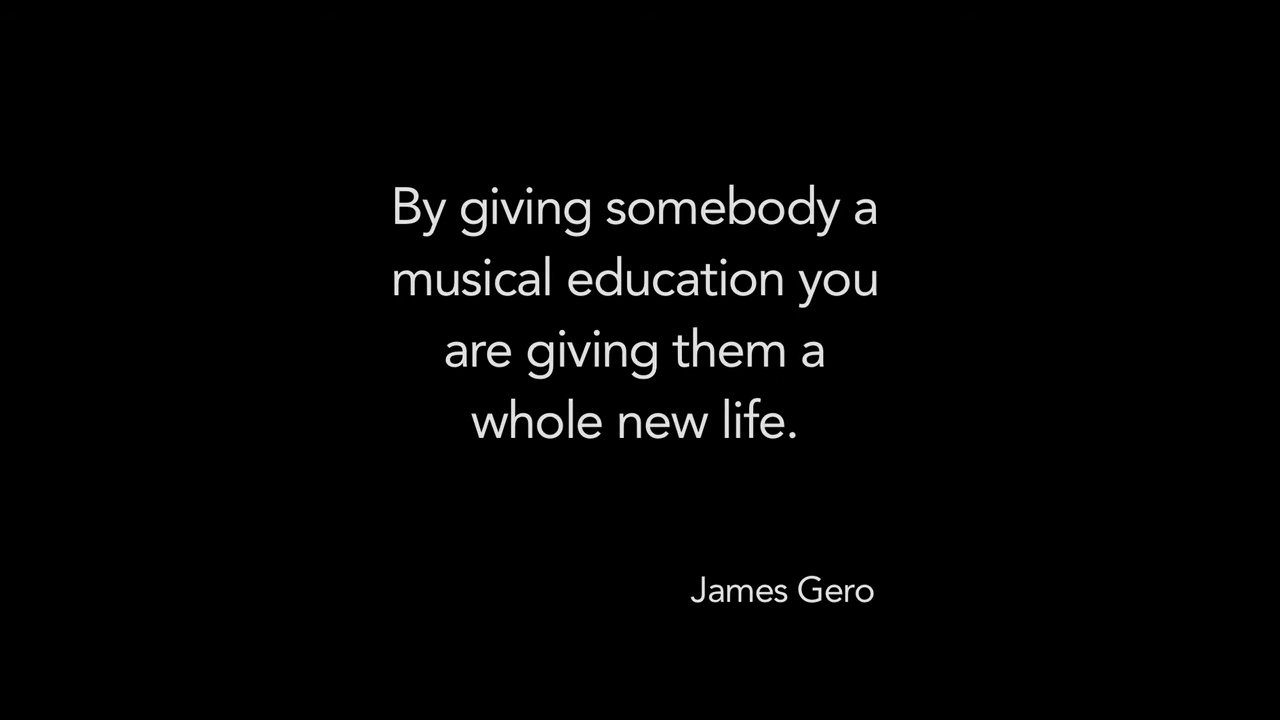 By giving somebody a
musical education you
are giving them a
whole new life.
James Gero